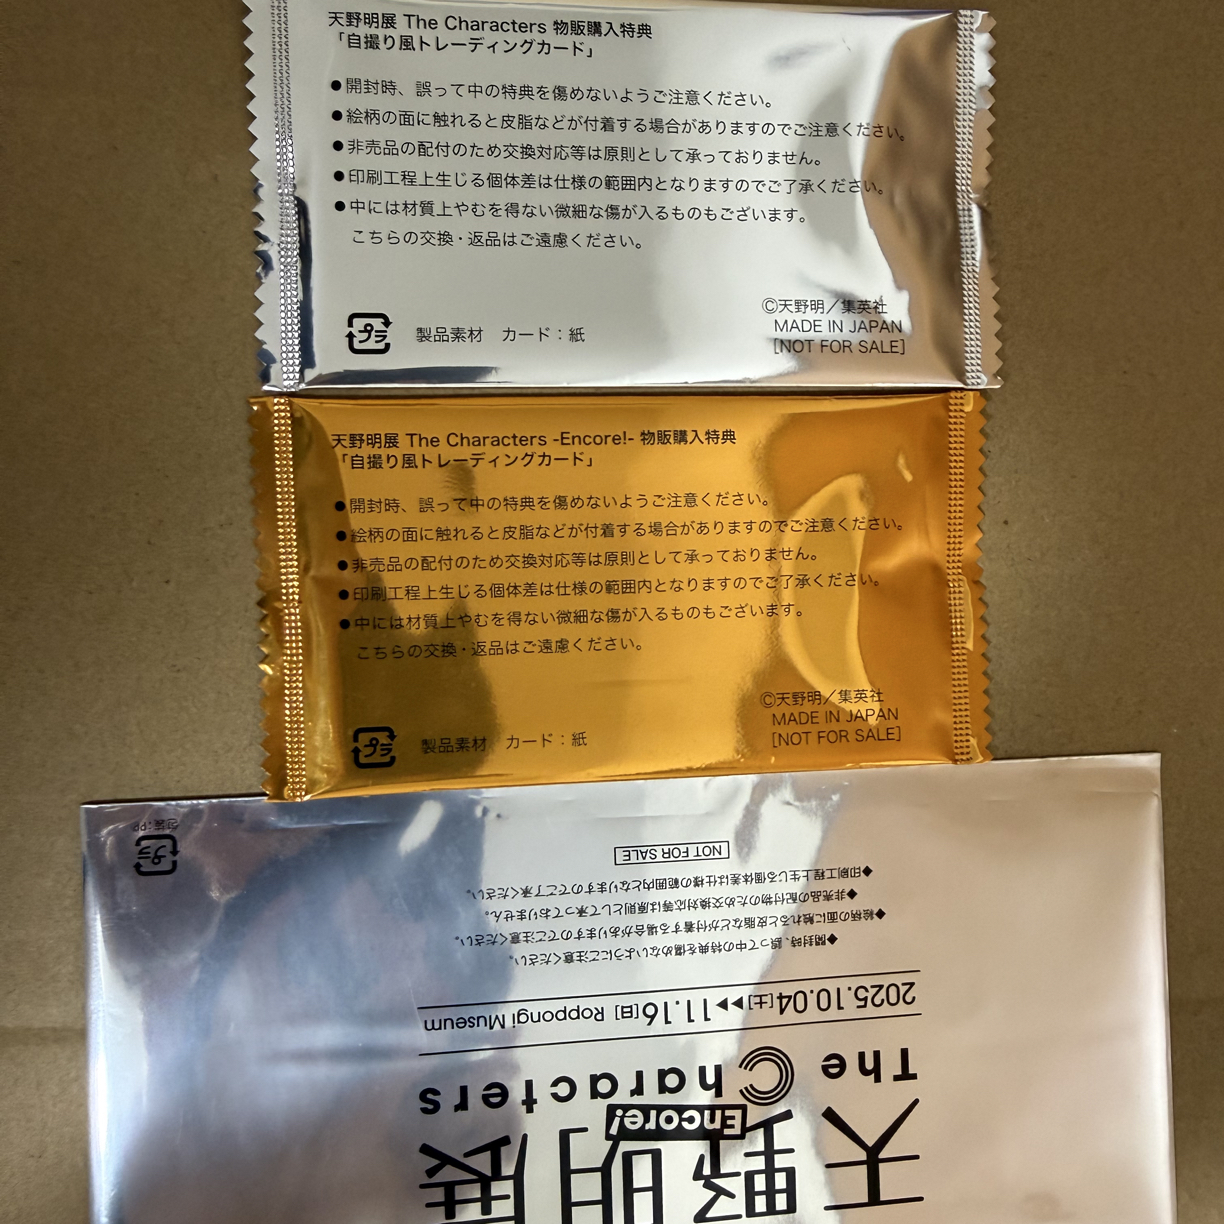 天野明展 The Characters 物販購入特典
「自撮り風トレーディングカード」
●開封時、誤って中の特典を傷めないようご注意ください。
●絵柄の面に触れると皮脂などが付着する場合がありますのでご注意ください。
●非売品の配付のため交換対応等は原則として承っておりません。
●印刷工程上生じる個体差は仕様の範囲内となりますのでご了承ください。
●中には材質上やむを得ない微細な傷が入るものもございます。
こちらの交換・返品はご遠慮ください。
プラ 製品素材 カード：紙
©天野明／集英社
MADE IN JAPAN
[NOT FOR SALE]
天野明展 The Characters -Encore!- 物販購入特典
「自撮り風トレーディングカード」
●開封時、誤って中の特典を傷めないようご注意ください。
●絵柄の面に触れると皮脂などが付着する場合がありますのでご注意ください。
●非売品の配付のため交換対応等は原則として承っておりません。
●印刷工程上生じる個体差は仕様の範囲内となりますのでご了承ください。
●中には材質上やむを得ない微細な傷が入るものもございます。
こちらの交換・返品はご遠慮ください。
プラ 製品素材 カード：紙
©天野明／集英社
MADE IN JAPAN
[NOT FOR SALE]
天野明展
Encore!
The Characters
2025.10.04[土]▶▶11.16[日] Roppongi Museum
◆開封時、誤って中の特典を傷めないようにご注意ください。
◆絵柄の面に触れると皮脂などが付着する場合がありますのでご注意ください。
◆非売品の配付物のため交換対応等は原則として承っておりません。
◆印刷工程上生じる個体差は仕様の範囲内となりますのでご了承ください。
NOT FOR SALE
プラ
包装:PP